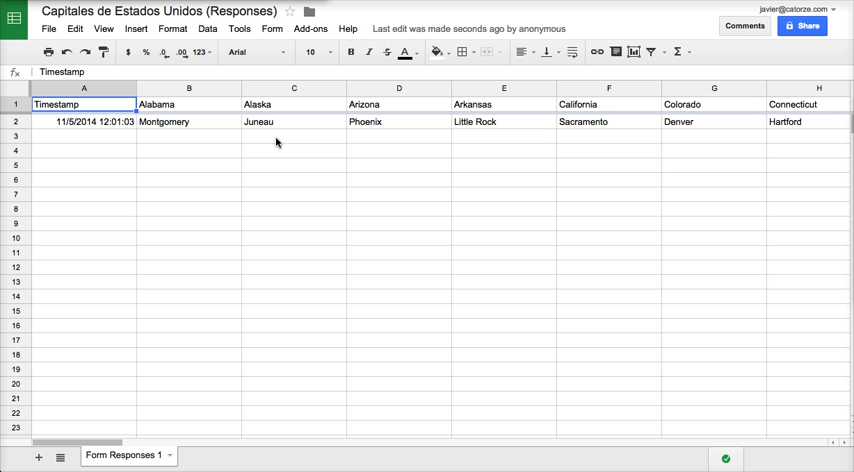 Capitales de Estados Unidos (Responses)
javier@catorze.com
File Edit View Insert Format Data Tools Form Add-ons Help Last edit was made seconds ago by anonymous
Comments Share
$ % .0 .00 123 Arial 10 B I S A Σ
fx Timestamp
A B C D E F G H
1 Timestamp Alabama Alaska Arizona Arkansas California Colorado Connecticut
2 11/5/2014 12:01:03 Montgomery Juneau Phoenix Little Rock Sacramento Denver Hartford
3
4
5
6
7
8
9
10
11
12
13
14
15
16
17
18
19
20
21
22
23
+ Form Responses 1